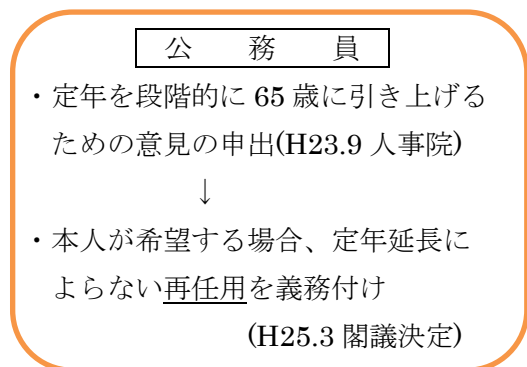 公　務　員
・定年を段階的に 65 歳に引き上げる
ための意見の申出(H23.9 人事院)
↓
・本人が希望する場合、定年延長に
よらない再任用を義務付け
(H25.3 閣議決定)